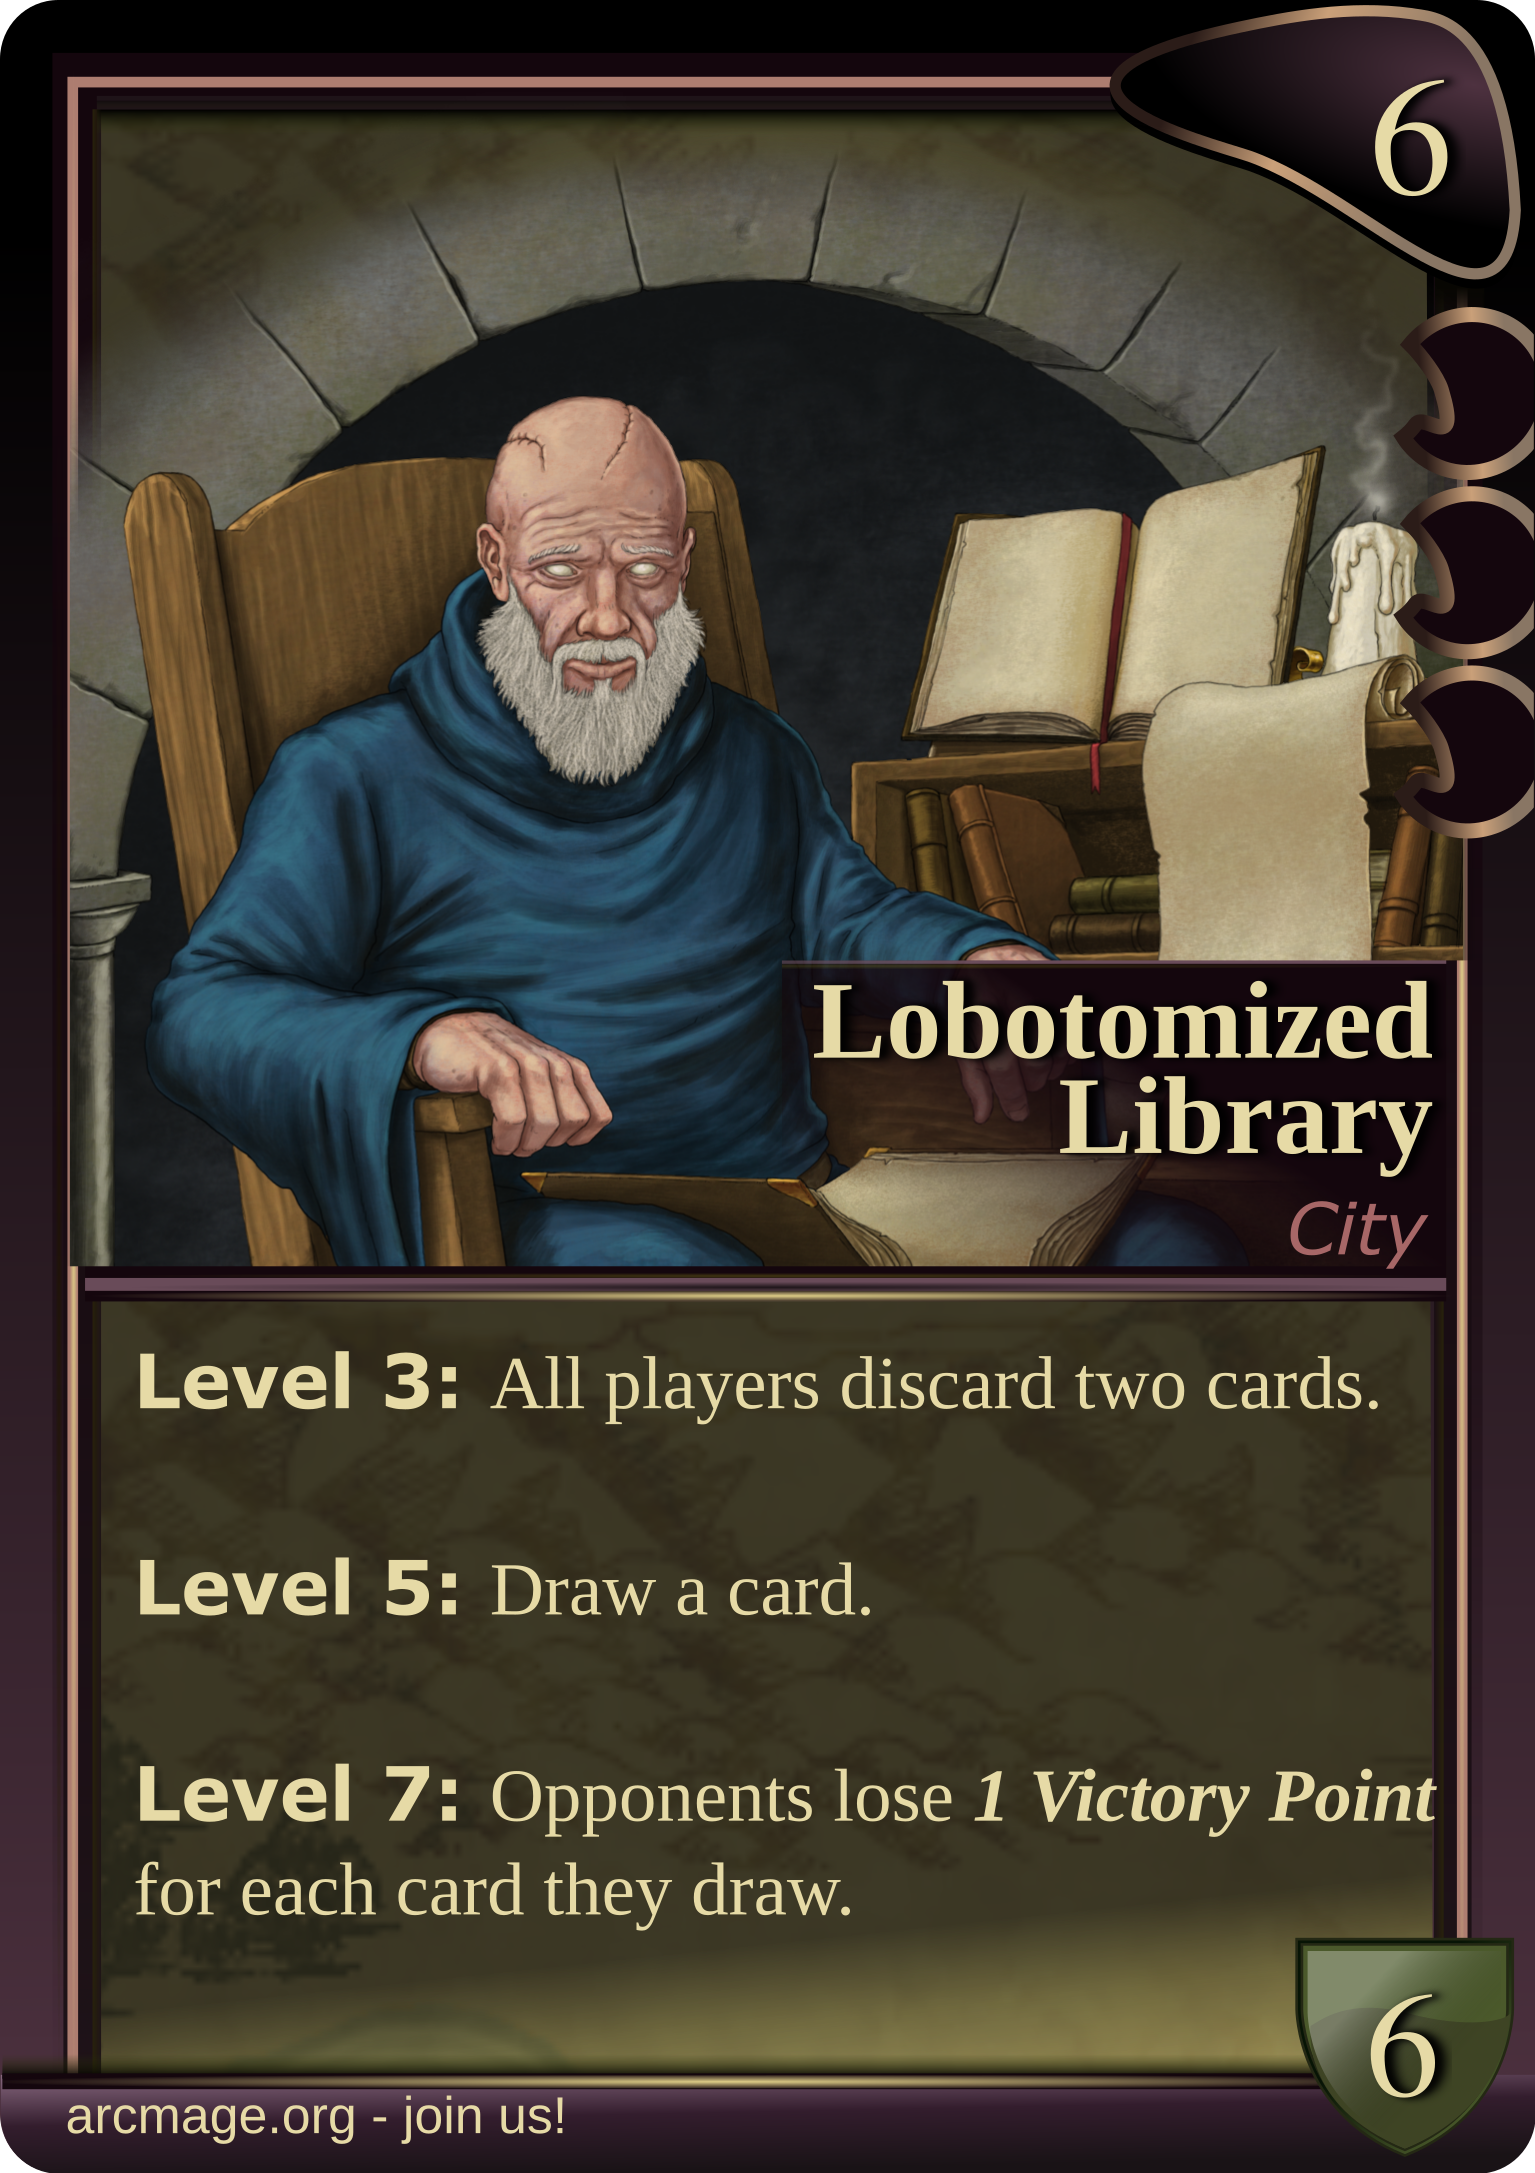 6
Lobotomized
Library
City
Level 3: All players discard two cards.
Level 5: Draw a card.
Level 7: Opponents lose 1 Victory Point
for each card they draw.
6
arcmage.org - join us!